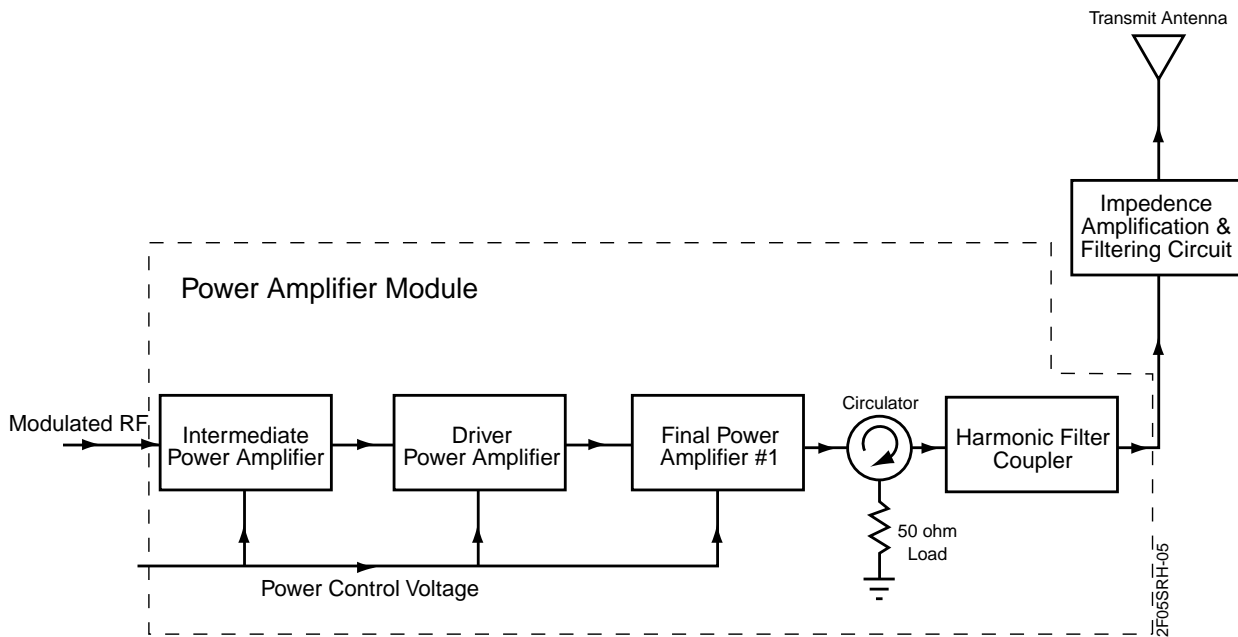 Transmit Antenna
Impedence
Amplification &
Filtering Circuit
Power Amplifier Module
Modulated RF
Intermediate
Power Amplifier
Driver
Power Amplifier
Final Power
Amplifier #1
Circulator
Harmonic Filter
Coupler
50 ohm
Load
Power Control Voltage
2F05SRH-05